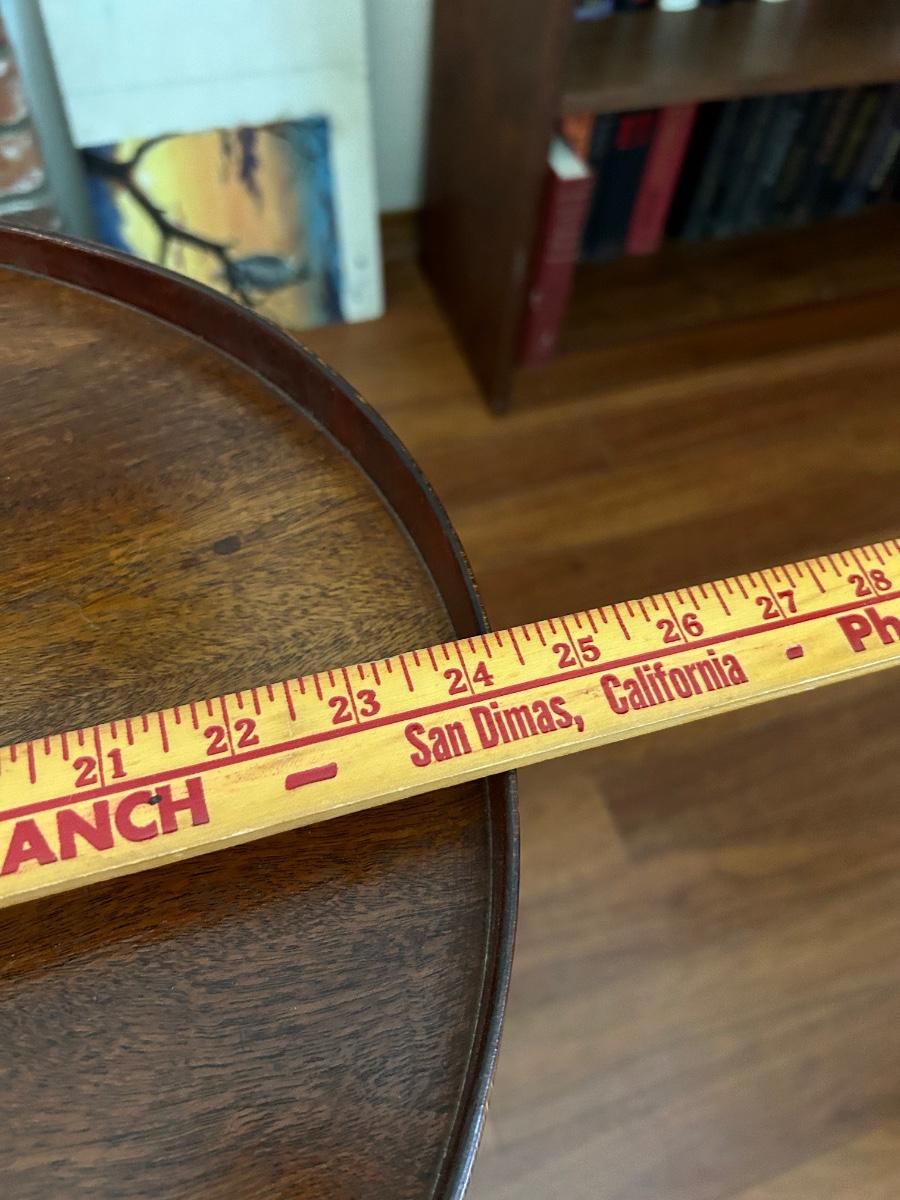 21 22 23 24 25 26 27 28
ANCH - San Dimas, California - Ph